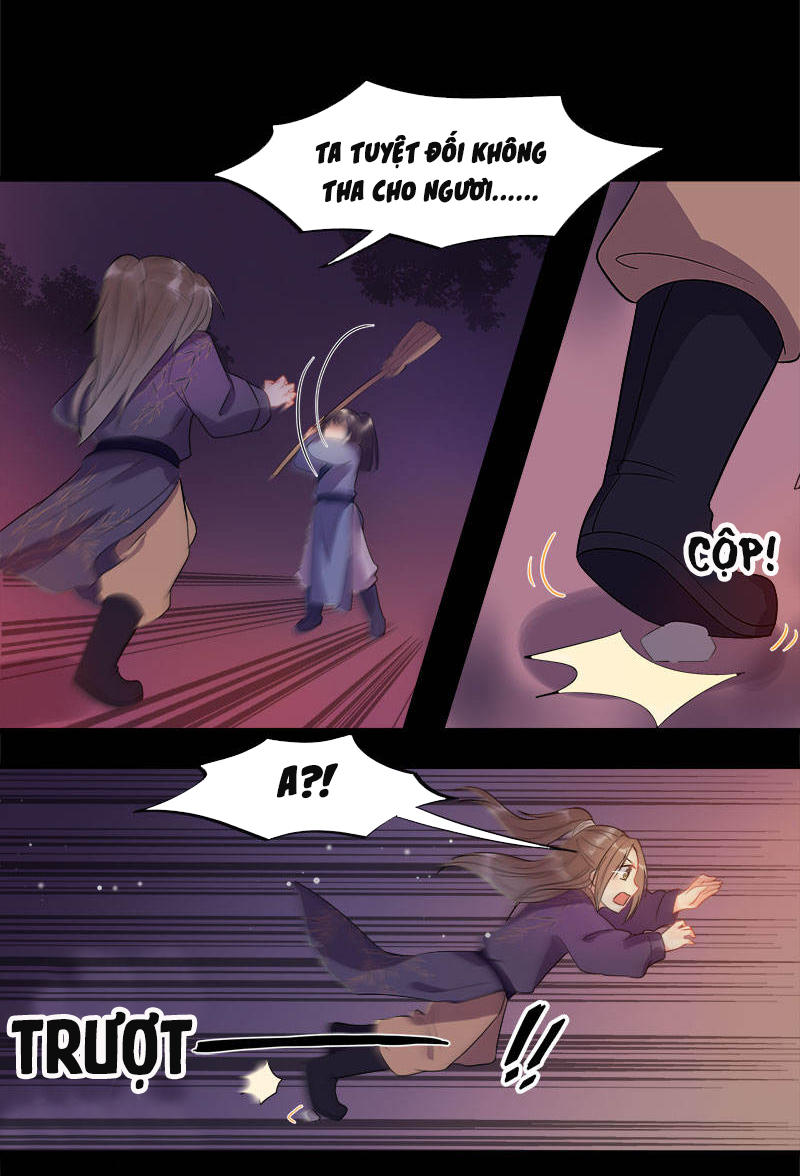 TA TUYỆT ĐỐI KHÔNG
THA CHO NGƯƠI......
CỘP!
A?!
TRƯỢT
!!